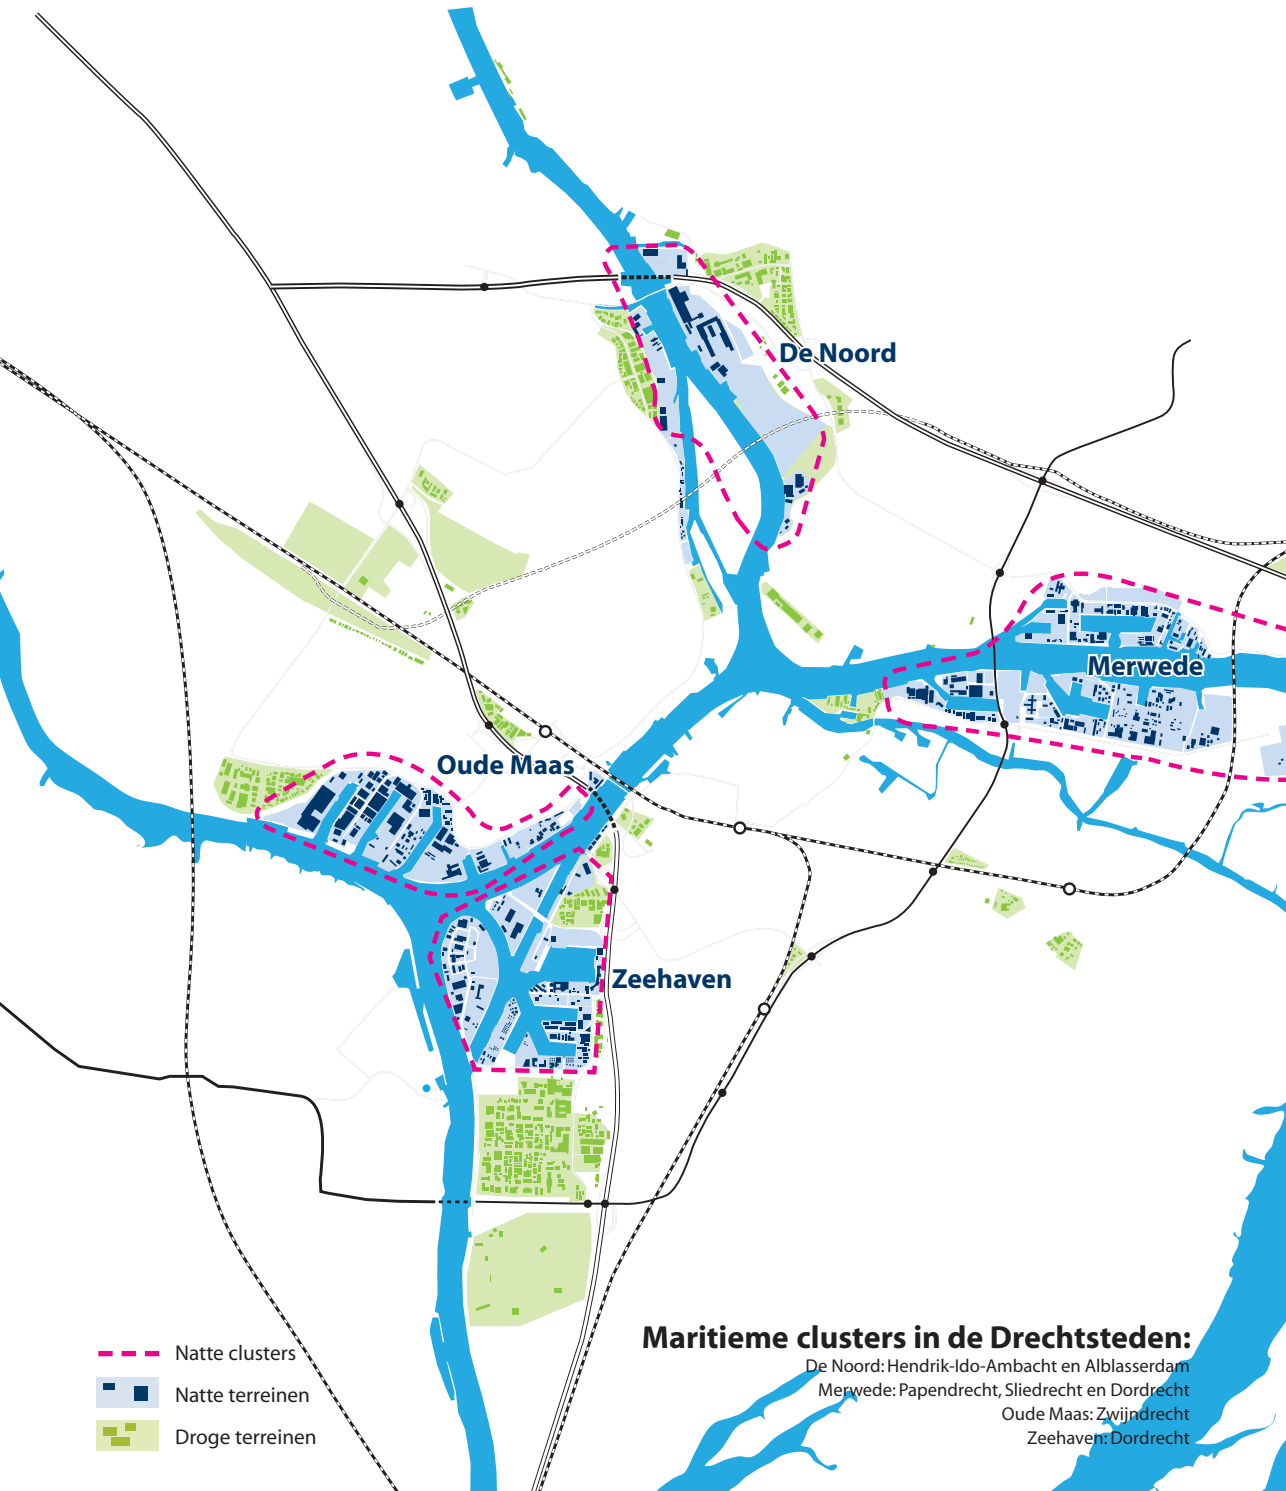 De Noord
Merwede
Oude Maas
Zeehaven
Maritieme clusters in de Drechtsteden:
De Noord: Hendrik-Ido-Ambacht en Alblasserdam
Merwede: Papendrecht, Sliedrecht en Dordrecht
Oude Maas: Zwijndrecht
Zeehaven: Dordrecht
Natte clusters
Natte terreinen
Droge terreinen